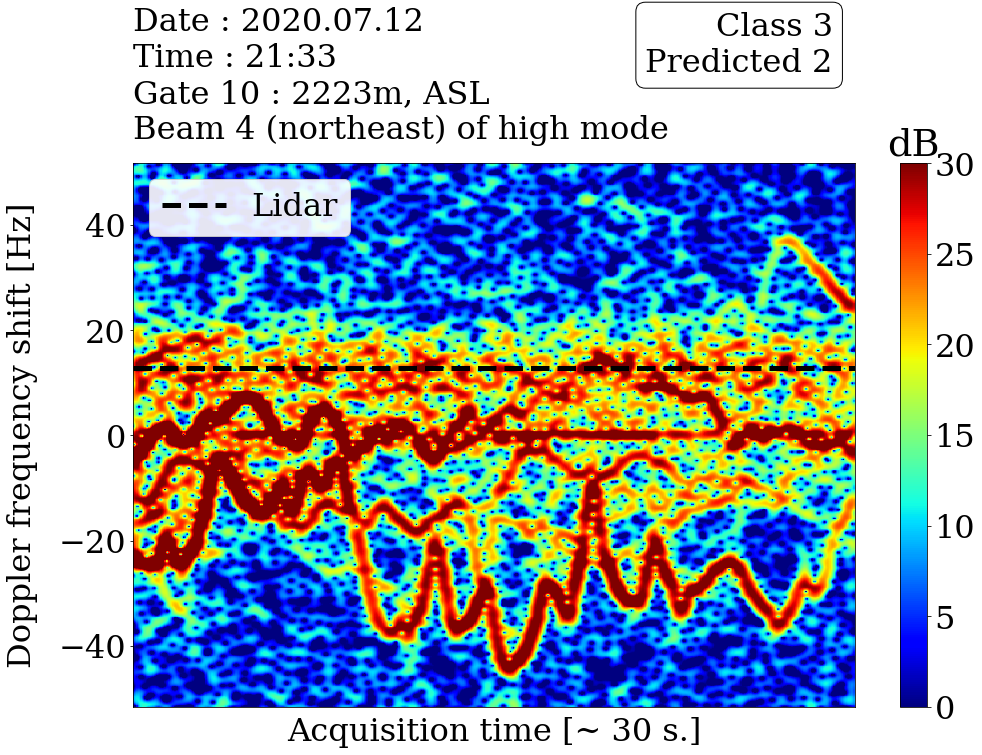 Date : 2020.07.12
Time : 21:33
Gate 10 : 2223m, ASL
Beam 4 (northeast) of high mode
Class 3
Predicted 2
dB
Lidar
Doppler frequency shift [Hz]
40
20
0
−20
−40
Acquisition time [~ 30 s.]
30
25
20
15
10
5
0